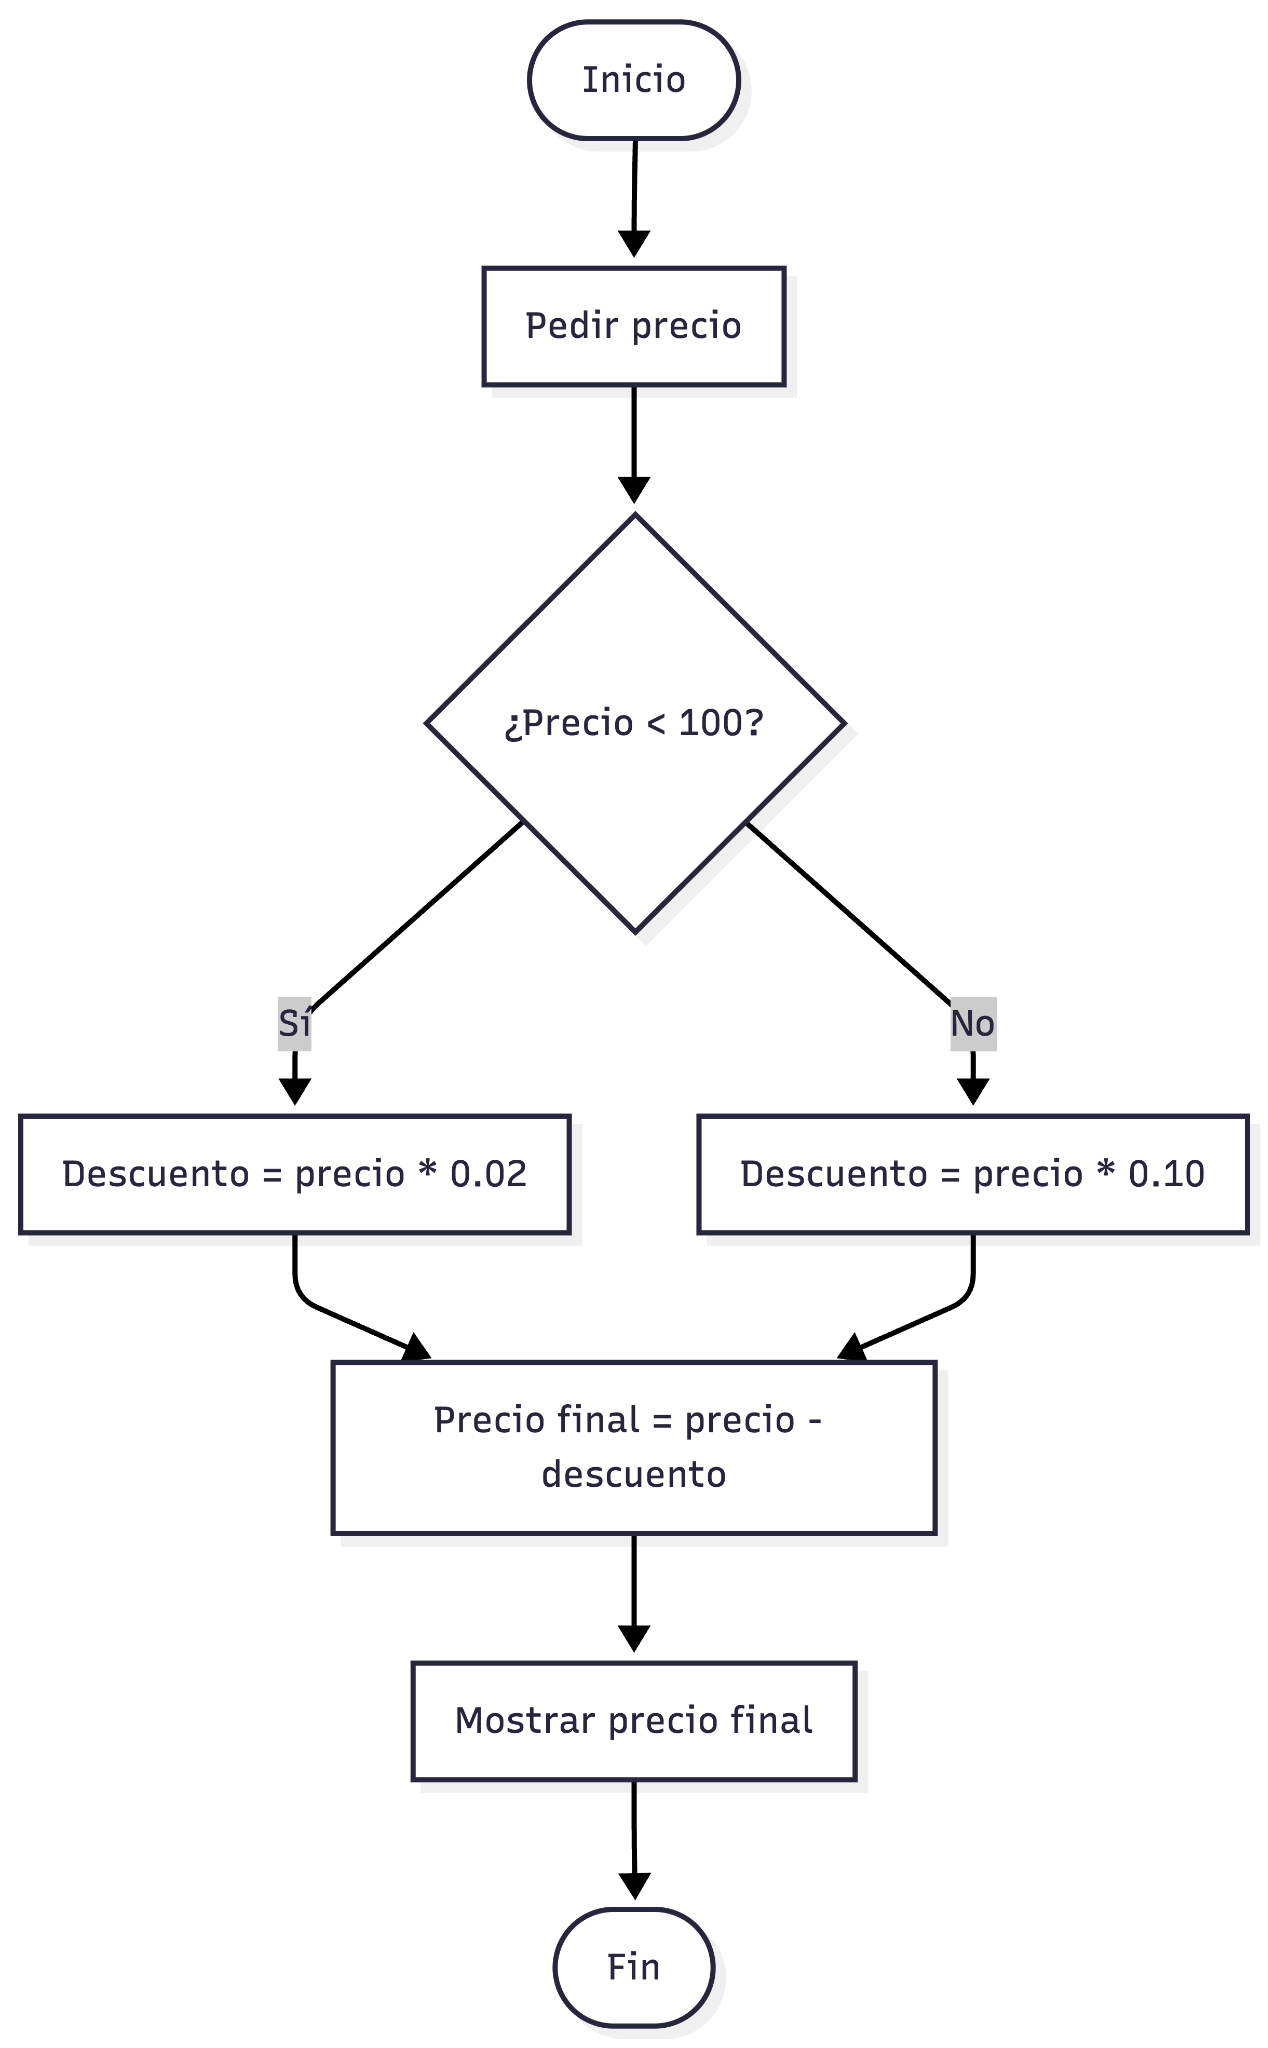 Inicio
Pedir precio
¿Precio < 100?
Sí
No
Descuento = precio * 0.02
Descuento = precio * 0.10
Precio final = precio -
descuento
Mostrar precio final
Fin